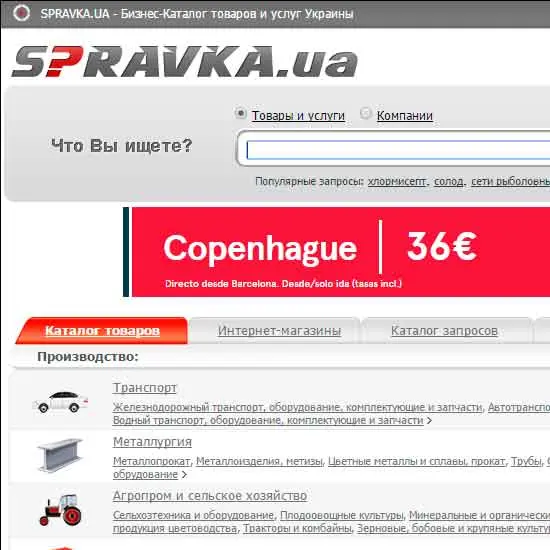 SPRAVKA.UA - Бизнес-Каталог товаров и услуг Украины
SPRAVKA.ua
Товары и услуги Компании
Что Вы ищете?
Популярные запросы: хлормисепт, солод, сети рыболовны
Copenhague 36€
Directo desde Barcelona. Desde/solo ida (tasas incl.)
Каталог товаров Интернет-магазины Каталог запросов
Производство:
Транспорт
Железнодорожный транспорт, оборудование, комплектующие и запчасти, Автотранспо
Водный транспорт, оборудование, комплектующие и запчасти >
Металлургия
Металлопрокат, Металлоизделия, метизы, Цветные металлы и сплавы, прокат, Трубы,
оборудование >
Агропром и сельское хозяйство
Сельхозтехника и оборудование, Плодоовощные культуры, Минеральные и органически
продукция цветоводства, Тракторы и комбайны, Зерновые, бобовые и крупяные культу